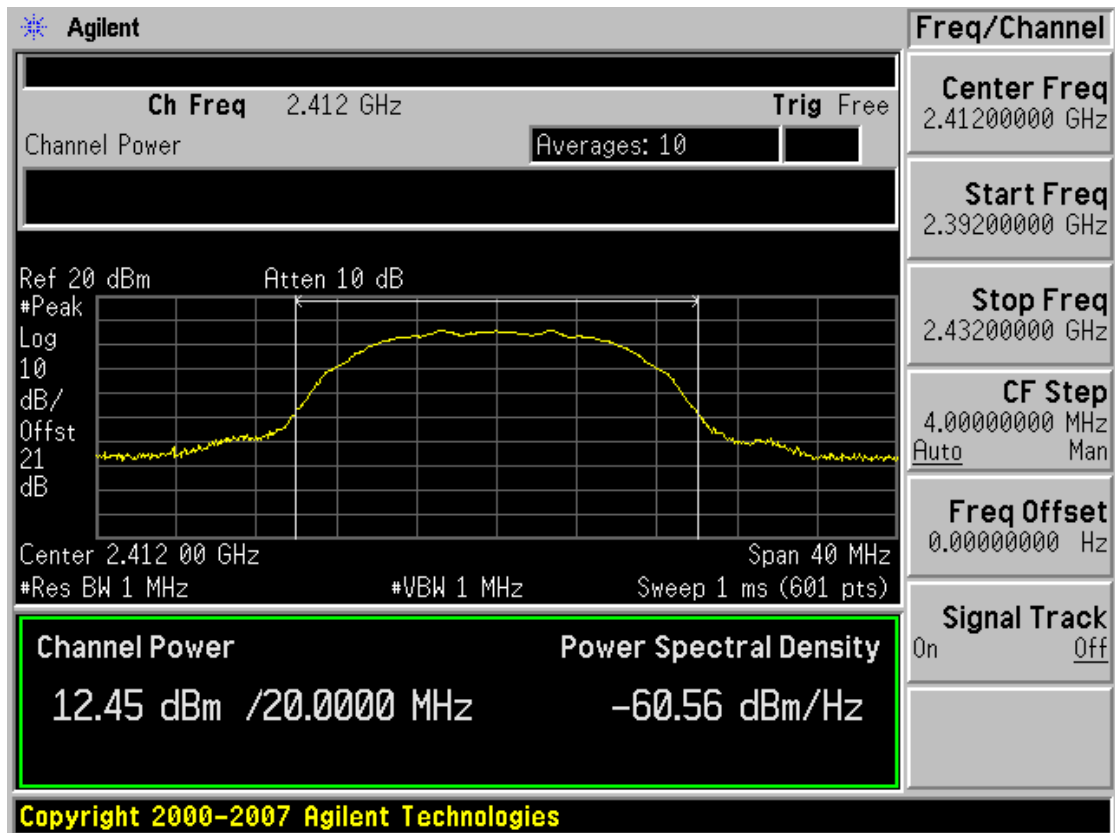 Agilent
Freq/Channel
Ch Freq 2.412 GHz Trig Free
Channel Power Averages: 10
Ref 20 dBm Atten 10 dB
#Peak
Log
10
dB/
Offst
21
dB
Center 2.412 00 GHz Span 40 MHz
#Res BW 1 MHz #VBW 1 MHz Sweep 1 ms (601 pts)
Channel Power Power Spectral Density
12.45 dBm /20.0000 MHz -60.56 dBm/Hz
Center Freq
2.41200000 GHz
Start Freq
2.39200000 GHz
Stop Freq
2.43200000 GHz
CF Step
4.00000000 MHz
Auto Man
Freq Offset
0.00000000 Hz
Signal Track
On Off
Copyright 2000-2007 Agilent Technologies